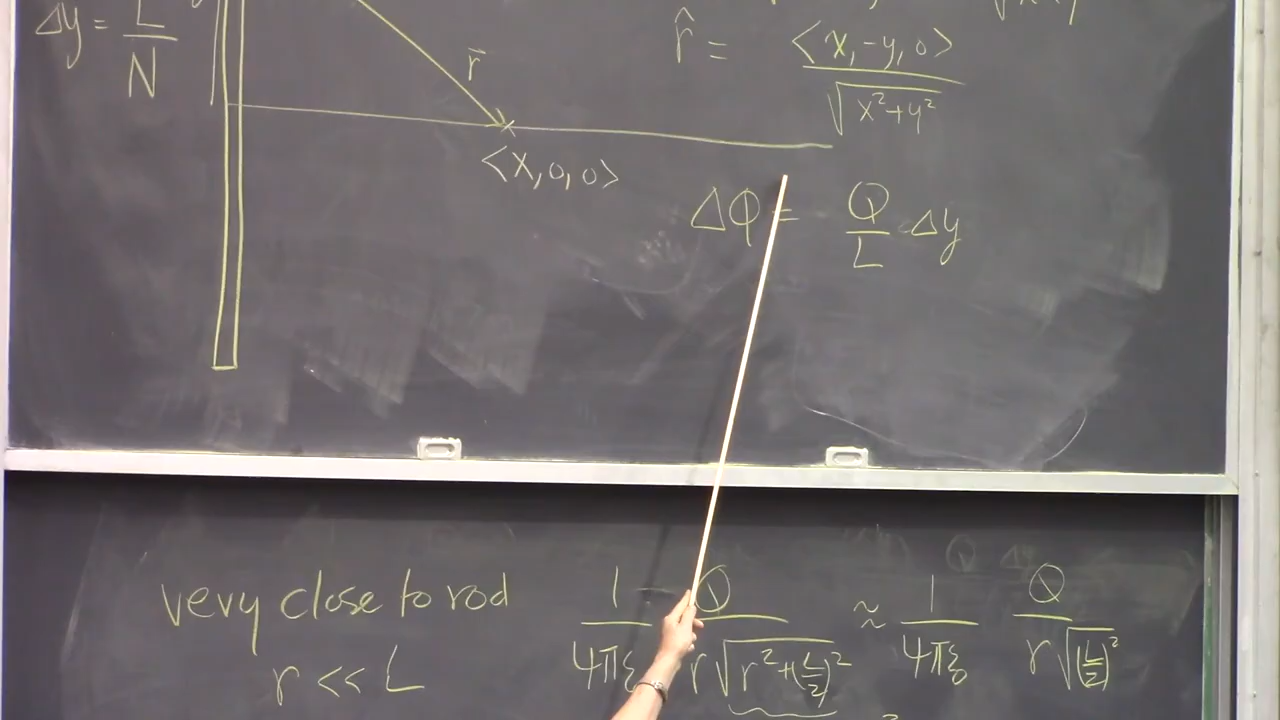 Δy = L/N
r⃗
r̂ = <x,-y,0>/√(x²+y²)
<x,0,0>
ΔQ = Q/L Δy
very close to rod
r << L
1/4πε₀ Q/(r√(r²+(L/2)²)) ≈ 1/4πε₀ Q/(r√(L/2)²)